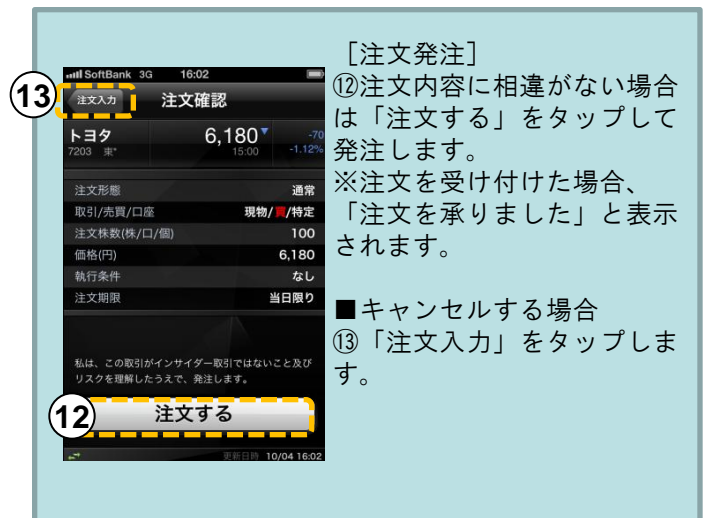 SoftBank 3G 16:02
⑬
注文入力 注文確認
トヨタ 6,180▼ -70
7203 東* 15:00 -1.12%
注文形態 通常
取引/売買/口座 現物/買/特定
注文株数(株/口/個) 100
価格(円) 6,180
執行条件 なし
注文期限 当日限り
私は、この取引がインサイダー取引ではないこと及び
リスクを理解したうえで、発注します。
⑫
注文する
更新日時 10/04 16:02
［注文発注］
⑫注文内容に相違がない場合
は「注文する」をタップして
発注します。
※注文を受け付けた場合、
「注文を承りました」と表示
されます。
■キャンセルする場合
⑬「注文入力」をタップしま
す。